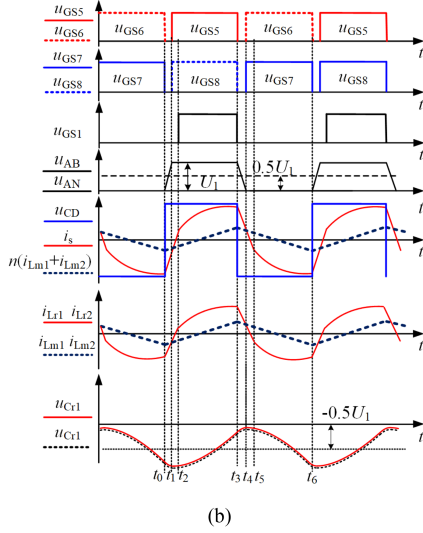 uGS5
uGS6
uGS6 uGS5 uGS6 uGS5
t
uGS7
uGS8
uGS7 uGS8 uGS7 uGS8
t
uGS1
t
uAB
uAN
U1
0.5U1
t
uCD
is
n(iLm1+iLm2)
t
iLr1 iLr2
iLm1 iLm2
t
uCr1
uCr1
-0.5U1
t
t0 t1 t2 t3 t4 t5 t6
(b)